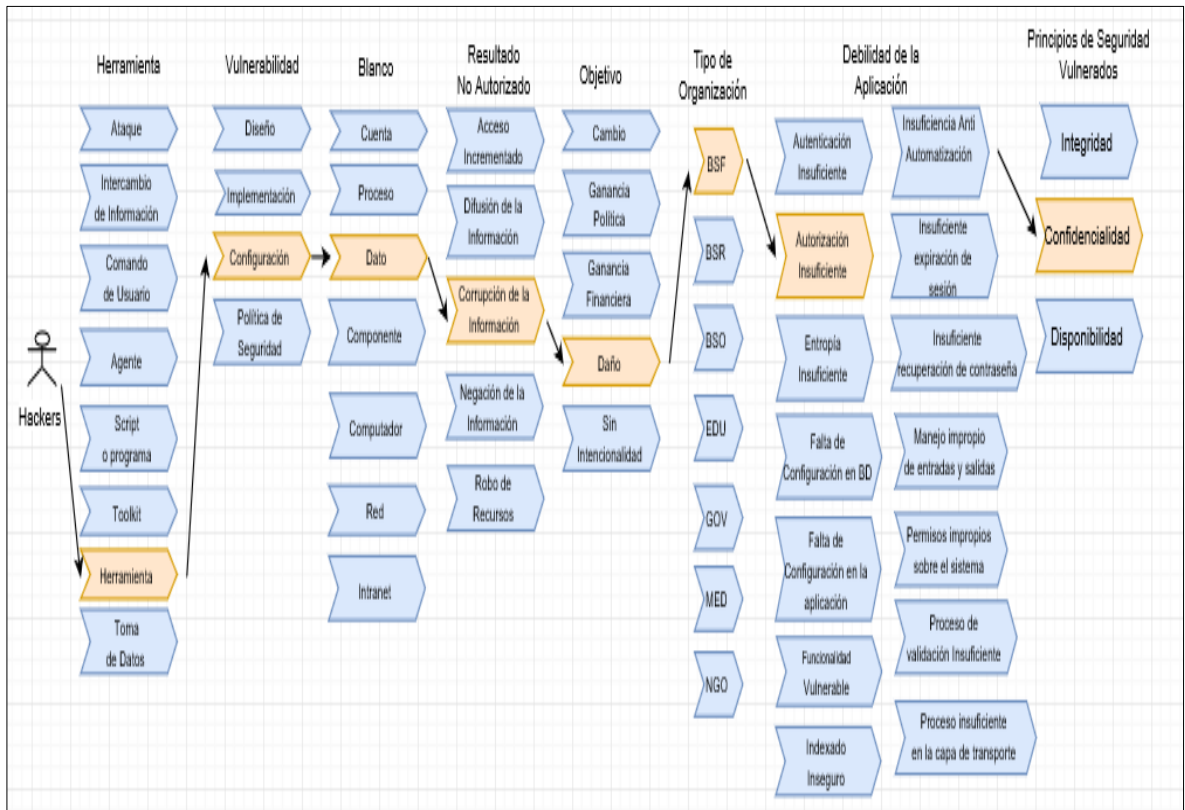 Herramienta
Ataque
Intercambio
de Información
Comando
de Usuario
Agente
Script
o programa
Toolkit
Herramienta
Toma
de Datos
Hackers
Vulnerabilidad
Diseño
Implementación
Configuración
Política de
Seguridad
Blanco
Cuenta
Proceso
Dato
Componente
Computador
Red
Intranet
Resultado
No Autorizado
Acceso
Incrementado
Difusión de la
Información
Corrupción de la
Información
Negación de la
Información
Robo de
Recursos
Objetivo
Cambio
Ganancia
Política
Ganancia
Financiera
Daño
Sin
Intencionalidad
Tipo de
Organización
BSF
BSR
BSO
EDU
GOV
MED
NGO
Debilidad de la
Aplicación
Autenticación
Insuficiente
Autorización
Insuficiente
Entropía
Insuficiente
Falta de
Configuración en BD
Falta de
Configuración en la
aplicación
Funcionalidad
Vulnerable
Indexado
Inseguro
Insuficiencia Anti
Automatización
Insuficiente
expiración de
sesión
Insuficiente
recuperación de contraseña
Manejo impropio
de entradas y salidas
Permisos impropios
sobre el sistema
Proceso de
validación Insuficiente
Proceso insuficiente
en la capa de transporte
Principios de Seguridad
Vulnerados
Integridad
Confidencialidad
Disponibilidad